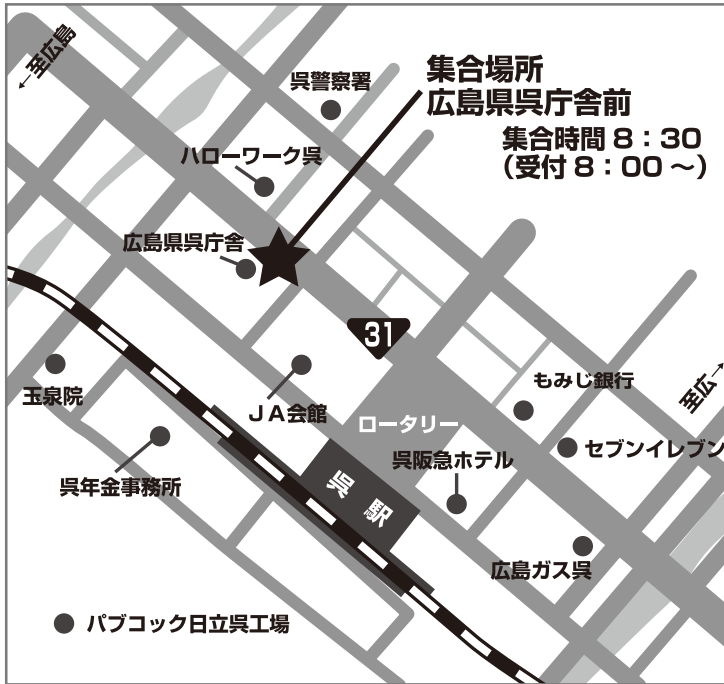 ←至広島
呉警察署
集合場所
広島県呉庁舎前
集合時間 8：30
（受付 8：00 ～）
ハローワーク呉
広島県呉庁舎
31
玉泉院
ＪＡ会館
ロータリー
もみじ銀行
至広→
セブンイレブン
呉阪急ホテル
呉年金事務所
呉 駅
広島ガス呉
パブコック日立呉工場